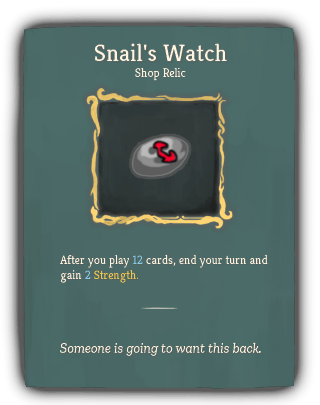 Snail's Watch
Shop Relic
After you play 12 cards, end your turn and
gain 2 Strength.
Someone is going to want this back.